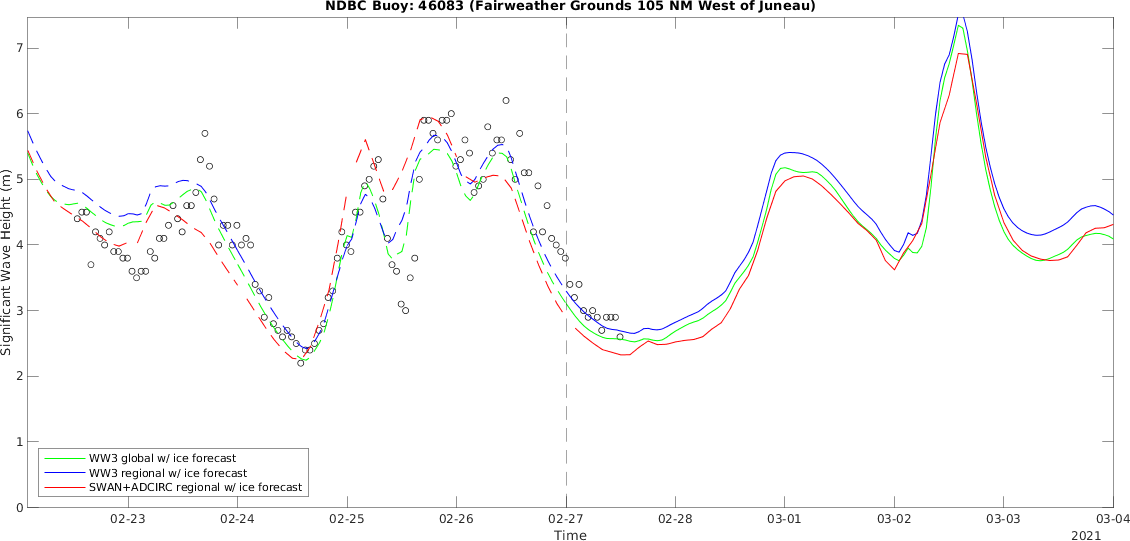 NDBC Buoy: 46083 (Fairweather Grounds 105 NM West of Juneau)
Significant Wave Height (m)
7
6
5
4
3
2
1
0
WW3 global w/ ice forecast
WW3 regional w/ ice forecast
SWAN+ADCIRC regional w/ ice forecast
02-23 02-24 02-25 02-26 02-27 02-28 03-01 03-02 03-03 03-04
Time
2021